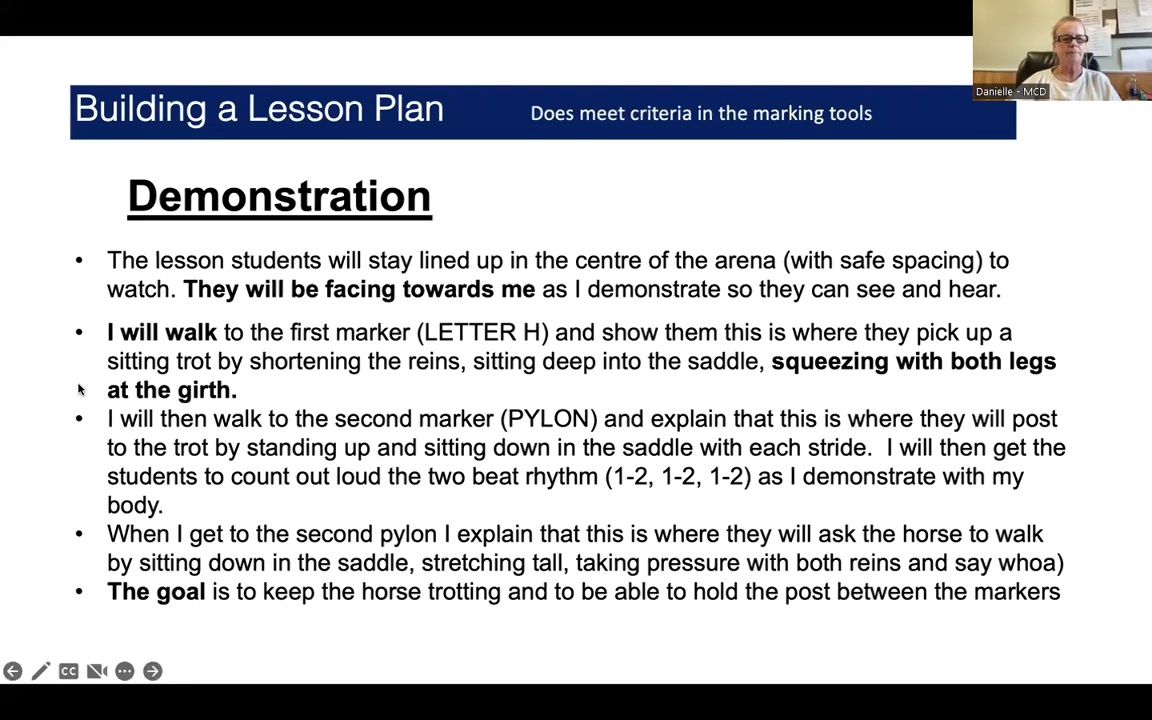 Danielle - MCD
Building a Lesson Plan
Does meet criteria in the marking tools
Demonstration
• The lesson students will stay lined up in the centre of the arena (with safe spacing) to
watch. They will be facing towards me as I demonstrate so they can see and hear.
• I will walk to the first marker (LETTER H) and show them this is where they pick up a
sitting trot by shortening the reins, sitting deep into the saddle, squeezing with both legs
at the girth.
• I will then walk to the second marker (PYLON) and explain that this is where they will post
to the trot by standing up and sitting down in the saddle with each stride. I will then get the
students to count out loud the two beat rhythm (1-2, 1-2, 1-2) as I demonstrate with my
body.
• When I get to the second pylon I explain that this is where they will ask the horse to walk
by sitting down in the saddle, stretching tall, taking pressure with both reins and say whoa)
• The goal is to keep the horse trotting and to be able to hold the post between the markers
CC